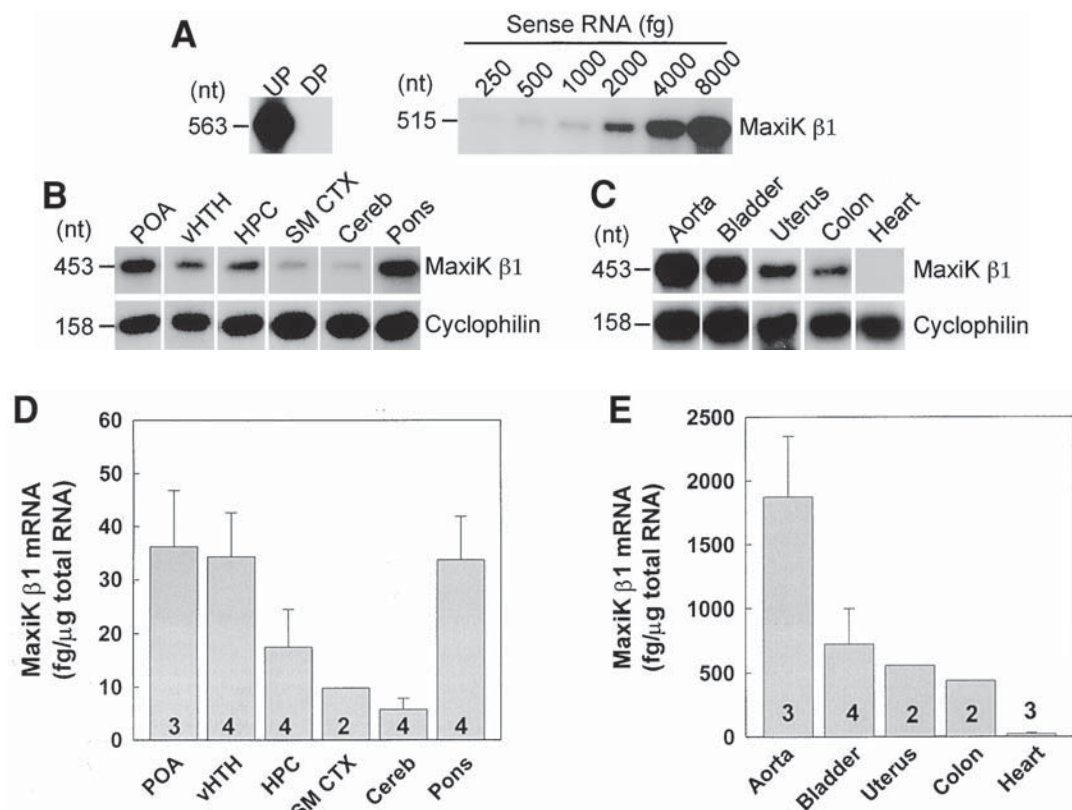 A
Sense RNA (fg)
(nt) UP DP
563
(nt) 250 500 1000 2000 4000 8000
515
MaxiK β1
B
(nt) POA vHTH HPC SM CTX Cereb Pons
453
MaxiK β1
158
Cyclophilin
C
(nt) Aorta Bladder Uterus Colon Heart
453
MaxiK β1
158
Cyclophilin
D
MaxiK β1 mRNA
(fg/μg total RNA)
60
50
40
30
20
10
0
3 4 4 2 4 4
POA vHTH HPC SM CTX Cereb Pons
E
MaxiK β1 mRNA
(fg/μg total RNA)
2500
2000
1500
1000
500
0
3 4 2 2 3
Aorta Bladder Uterus Colon Heart